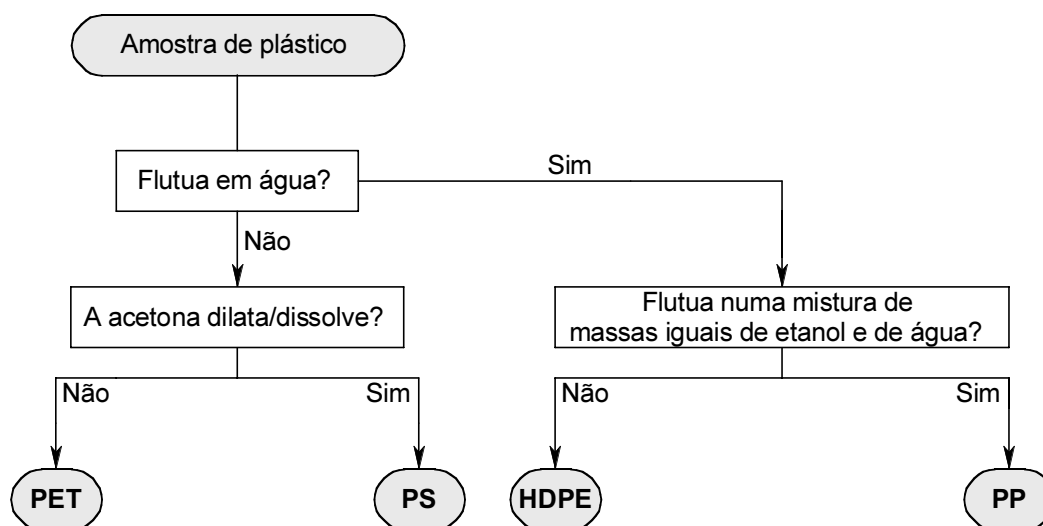 Amostra de plástico
Flutua em água?
Sim
Não
A acetona dilata/dissolve?
Flutua numa mistura de
massas iguais de etanol e de água?
Não
Sim
Não
Sim
PET
PS
HDPE
PP